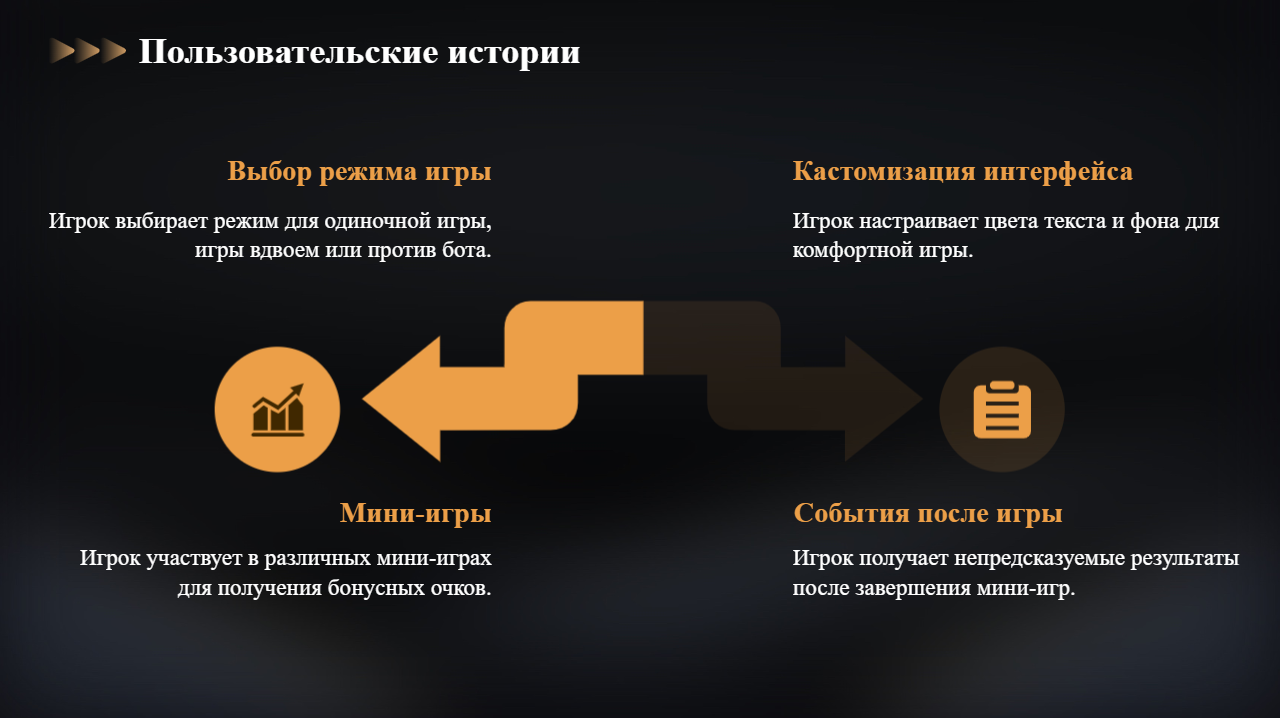 Пользовательские истории
Выбор режима игры
Игрок выбирает режим для одиночной игры,
игры вдвоем или против бота.
Кастомизация интерфейса
Игрок настраивает цвета текста и фона для
комфортной игры.
Мини-игры
Игрок участвует в различных мини-играх
для получения бонусных очков.
События после игры
Игрок получает непредсказуемые результаты
после завершения мини-игр.